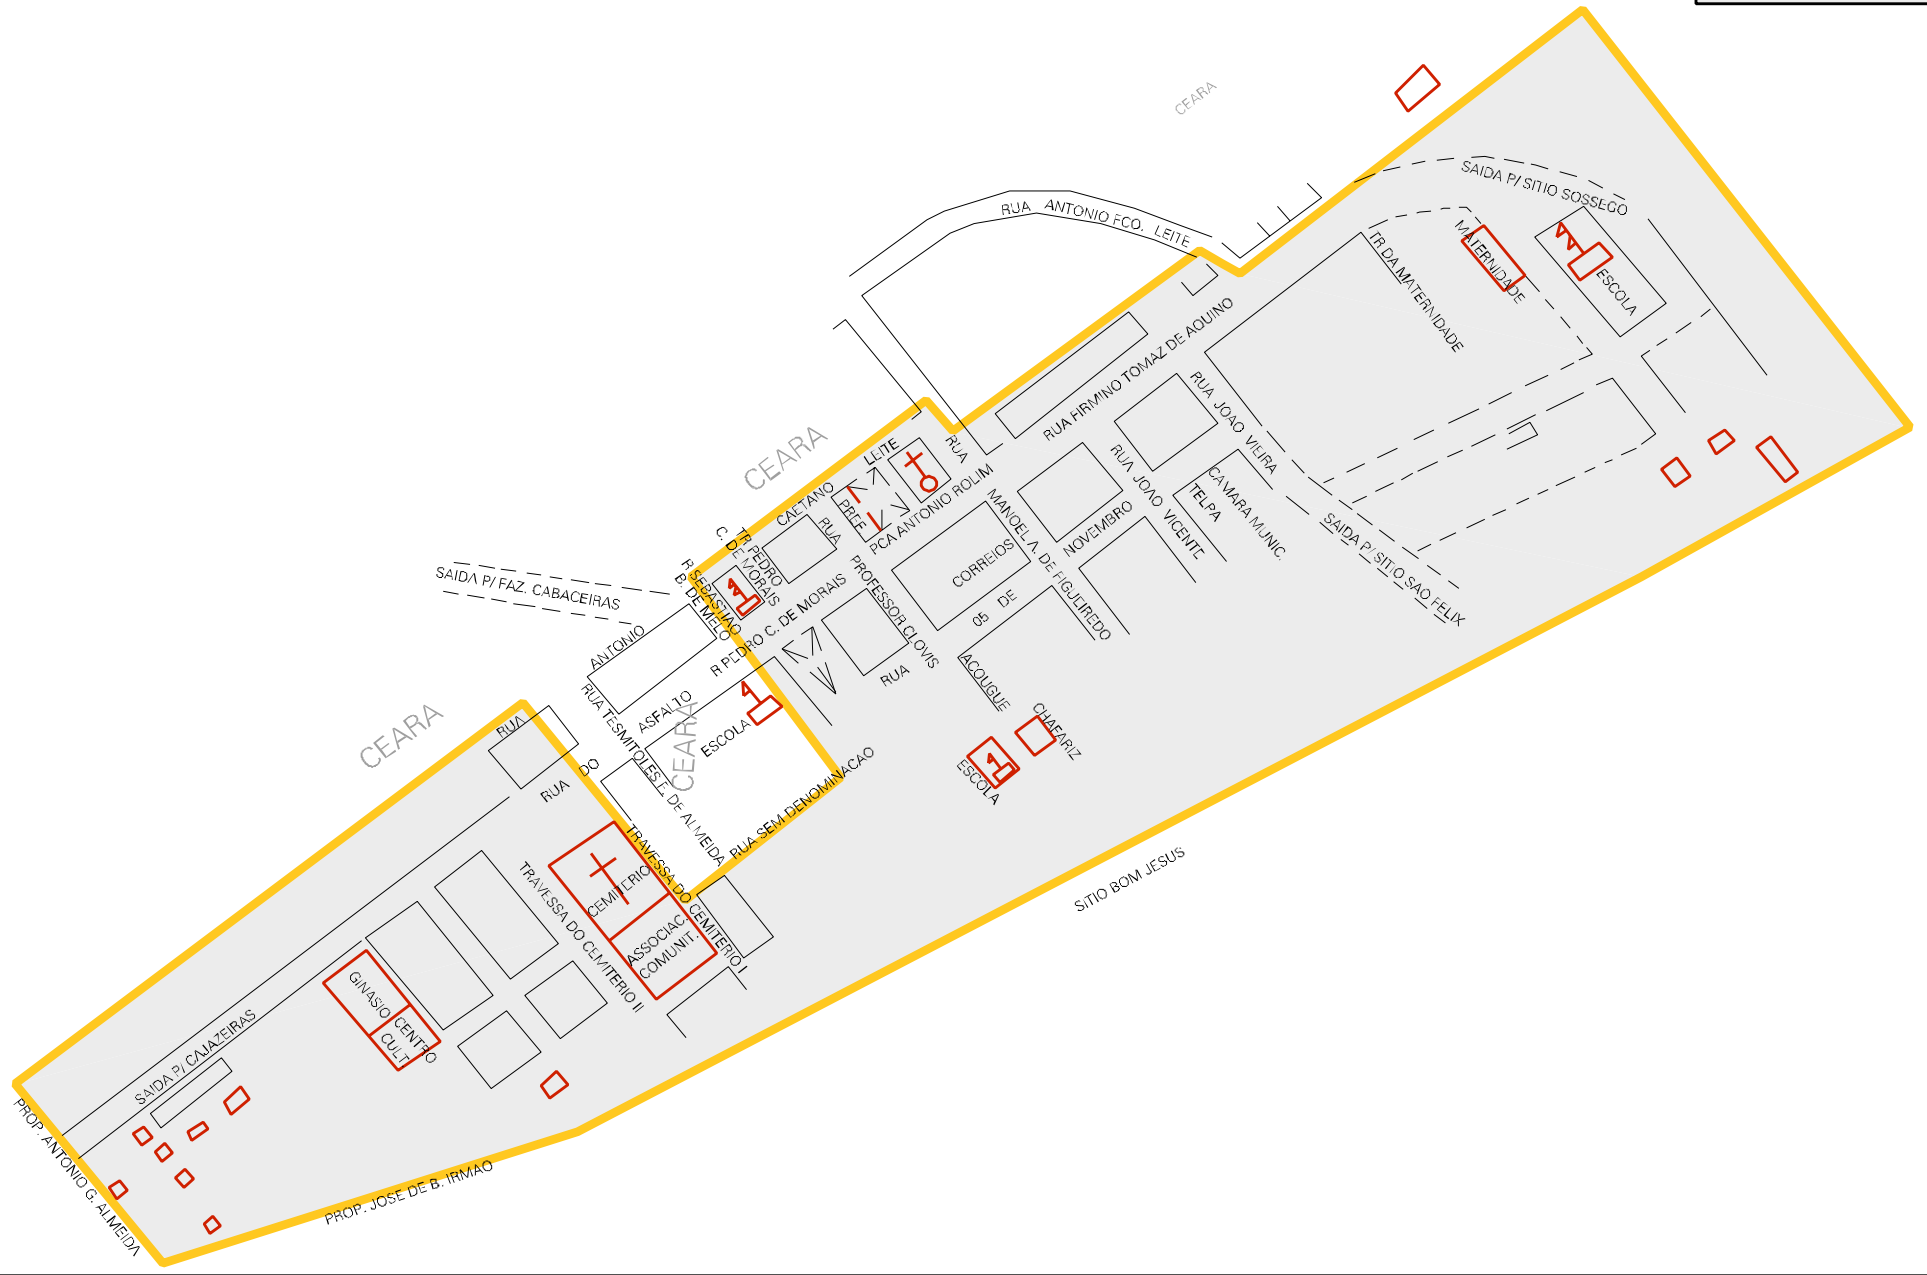 CEARA
SAIDA P/ SITIO SOSSEGO
RUA ANTONIO FCO. LEITE
MATERNIDADE
ESCOLA
TR DA MATERNIDADE
RUA FIRMINO TOMAZ DE AQUINO
RUA JOAO VIEIRA
CEARA
LEITE
RUA
CAETANO
PREF.
PCA ANTONIO ROLIM
RUA
RUA JOAO VICENTE
CAMARA MUNIC.
TELPA
MANOEL A. DE FIGUEIREDO
NOVEMBRO
05 DE
CORREIOS
SAIDA P/ SITIO SAO FELIX
TR PEDRO
C. DE MORAIS
R SEBASTIAO
B. DE MELO
SAIDA P/ FAZ. CABACEIRAS
R PEDRO C. DE MORAIS
PROFESSOR CLOVIS
RUA
ANTONIO
ASFALTO
RUA TESMITOLES F. DE ALMEIDA
CEARA
ESCOLA
CEARA
ACOUGUE
CHAFARIZ
ESCOLA
RUA
DO
RUA
RUA SEM DENOMINACAO
SITIO BOM JESUS
TRAVESSA DO CEMITERIO I
CEMITERIO
TRAVESSA DO CEMITERIO II
ASSOCIAC.
COMUNIT.
GINASIO
CENTRO
CULT.
SAIDA P/ CAJAZEIRAS
PROP. ANTONIO G. ALMEIDA
PROP. JOSE DE B. IRMAO